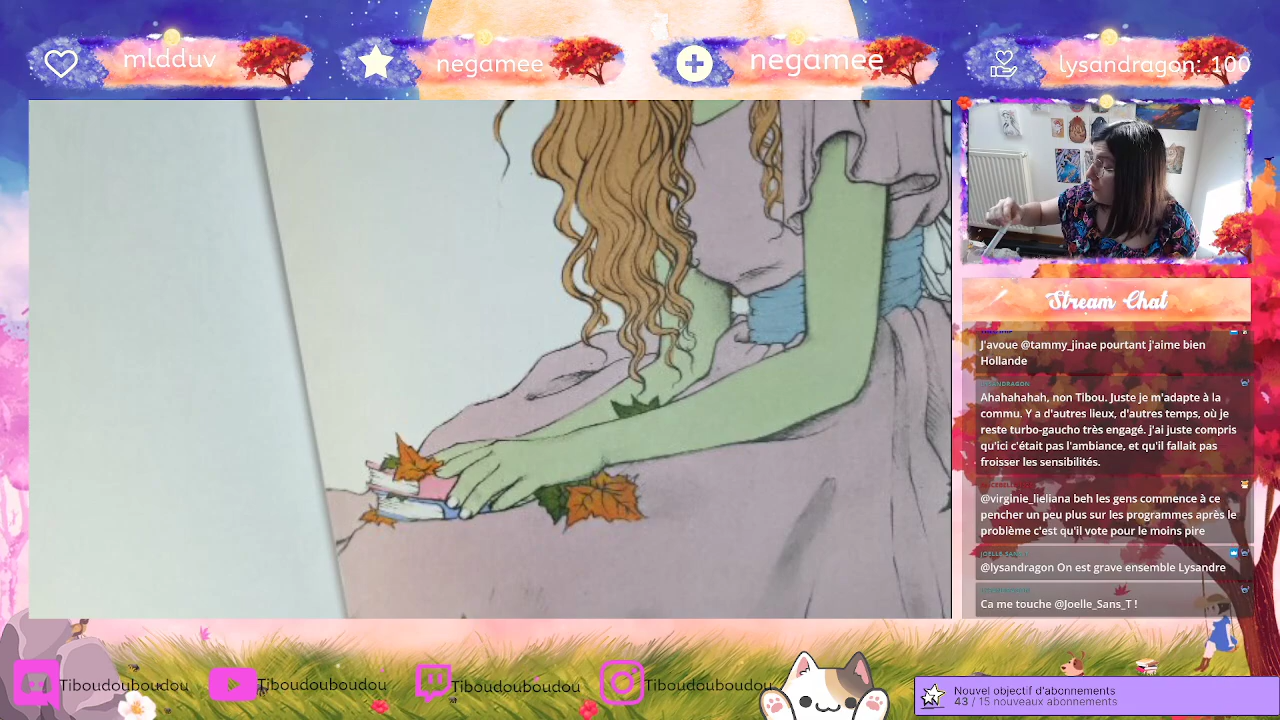 mldduv
negamee
negamee
lysandragon: 100
Stream Chat
J'avoue @tammy_jinae pourtant j'aime bien
Hollande
Ahahahahah, non Tibou. Juste je m'adapte à la
commu. Y a d'autres lieux, d'autres temps, où je
reste turbo-gaucho très engagé. j'ai juste compris
qu'ici c'était pas l'ambiance, et qu'il fallait pas
froisser les sensibilités.
@virginie_lieliana beh les gens commence à ce
pencher un peu plus sur les programmes après le
problème c'est qu'il vote pour le moins pire
@lysandragon On est grave ensemble Lysandre
Ca me touche @Joelle_Sans_T !
Tiboudouboudou
Tiboudouboudou
Tiboudouboudou
Tiboudouboudou
Nouvel objectif d'abonnements
43 / 15 nouveaux abonnements